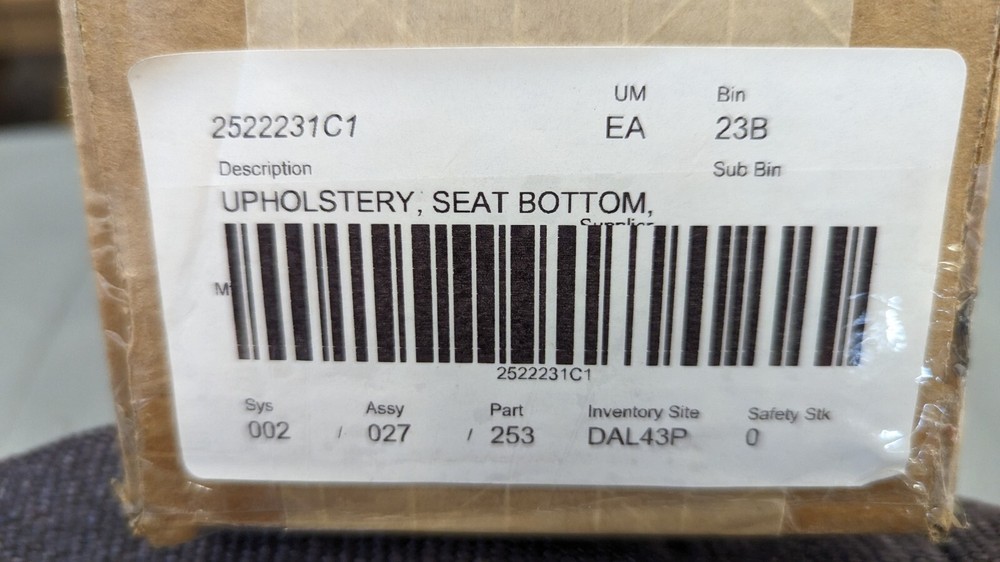 UM Bin
2522231C1 EA 23B
Description Sub Bin
UPHOLSTERY, SEAT BOTTOM,
Supplier
2522231C1
Sys Assy Part Inventory Site Safety Stk
002 / 027 / 253 DAL43P 0